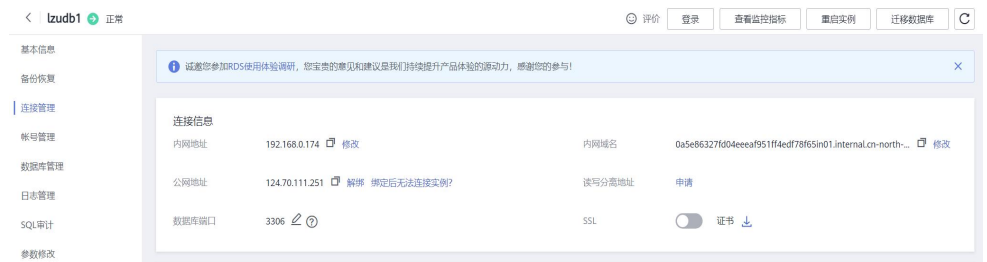 lzudb1 正常 评价 登录 查看监控指标 重启实例 迁移数据库
基本信息
备份恢复
连接管理
帐号管理
数据库管理
日志管理
SQL审计
参数修改
诚邀您参加RDS使用体验调研，您宝贵的意见和建议是我们持续提升产品体验的源动力，感谢您的参与！
连接信息
内网地址 192.168.0.174 修改 内网域名 0a5e86327fd04eeeaf951ff4edf78f65in01.internal.cn-north-... 修改
公网地址 124.70.111.251 解绑 绑定后无法连接实例？ 读写分离地址 申请
数据库端口 3306 SSL 证书